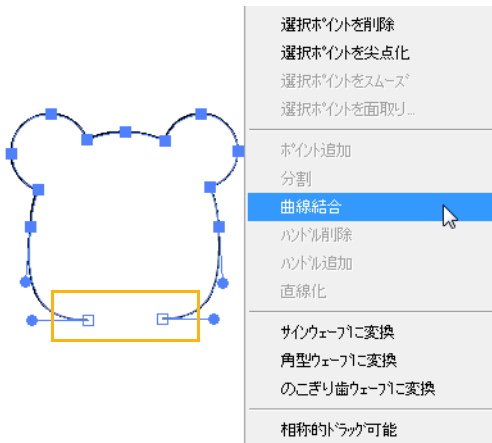 選択ﾎﾟｲﾝﾄを削除
選択ﾎﾟｲﾝﾄを尖点化
選択ﾎﾟｲﾝﾄをｽﾑｰｽﾞ
選択ﾎﾟｲﾝﾄを面取り...
ﾎﾟｲﾝﾄ追加
分割
曲線結合
ﾊﾝﾄﾞﾙ削除
ﾊﾝﾄﾞﾙ追加
直線化
ｻｲﾝｳｪｰﾌﾞに変換
角型ｳｪｰﾌﾞに変換
のこぎり歯ｳｪｰﾌﾞに変換
相称的ﾄﾞﾗｯｸﾞ可能